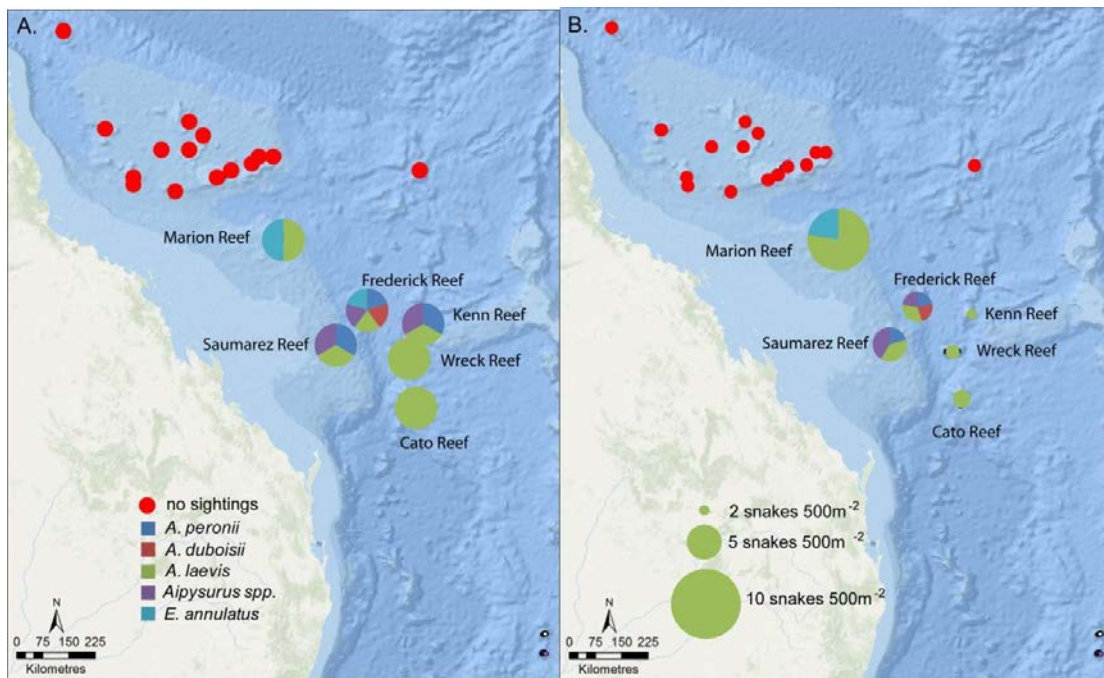 A.
Marion Reef
Frederick Reef
Kenn Reef
Saumarez Reef
Wreck Reef
Cato Reef
no sightings
A. peronii
A. duboisii
A. laevis
Aipysurus spp.
E. annulatus
N
0 75 150 225
Kilometres
B.
Marion Reef
Frederick Reef
Kenn Reef
Saumarez Reef
Wreck Reef
Cato Reef
2 snakes 500m⁻²
5 snakes 500m⁻²
10 snakes 500m⁻²
N
0 75 150 225
Kilometres